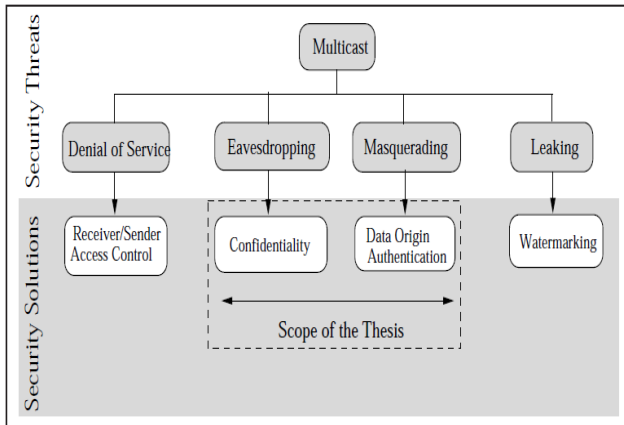 Security Threats
Multicast
Denial of Service
Eavesdropping
Masquerading
Leaking
Security Solutions
Receiver/Sender
Access Control
Confidentiality
Data Origin
Authentication
Watermarking
Scope of the Thesis